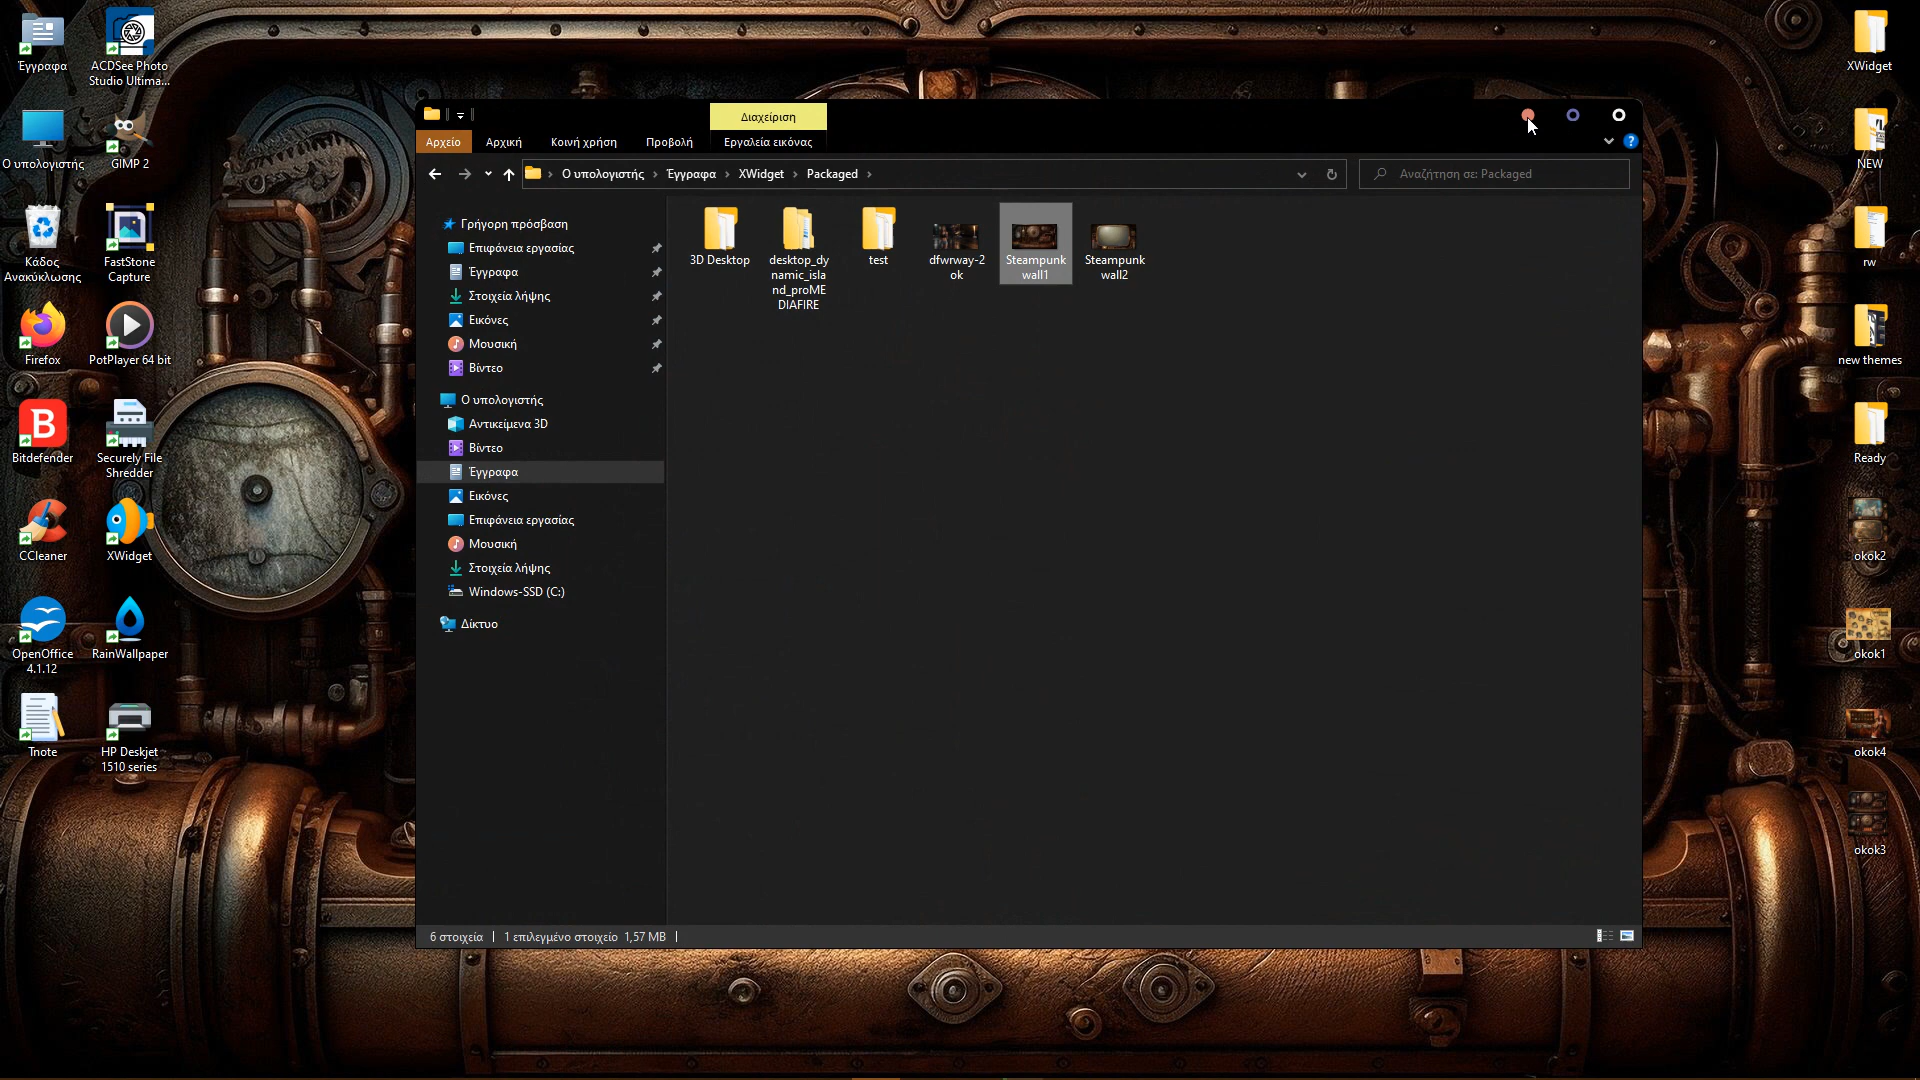 Έγγραφα
ACDSee Photo
Studio Ultima...
Ο υπολογιστής
GIMP 2
Κάδος
Ανακύκλωσης
FastStone
Capture
Firefox
PotPlayer 64 bit
B
Bitdefender
Securely File
Shredder
CCleaner
XWidget
OpenOffice
4.1.12
RainWallpaper
Tnote
HP Deskjet
1510 series
Διαχείριση
Αρχείο
Αρχική
Κοινή χρήση
Προβολή
Εργαλεία εικόνας
?
Ο υπολογιστής
Έγγραφα
XWidget
Packaged
Αναζήτηση σε: Packaged
Γρήγορη πρόσβαση
Επιφάνεια εργασίας
Έγγραφα
Στοιχεία λήψης
Εικόνες
Μουσική
Βίντεο
Ο υπολογιστής
Αντικείμενα 3D
Βίντεο
Έγγραφα
Εικόνες
Επιφάνεια εργασίας
Μουσική
Στοιχεία λήψης
Windows-SSD (C:)
Δίκτυο
3D Desktop
desktop_dy
namic_isla
nd_proME
DIAFIRE
test
dfwrway-2
ok
Steampunk
wall1
Steampunk
wall2
6 στοιχεία
1 επιλεγμένο στοιχείο 1,57 MB
XWidget
NEW
rw
new themes
Ready
okok2
okok1
okok4
okok3